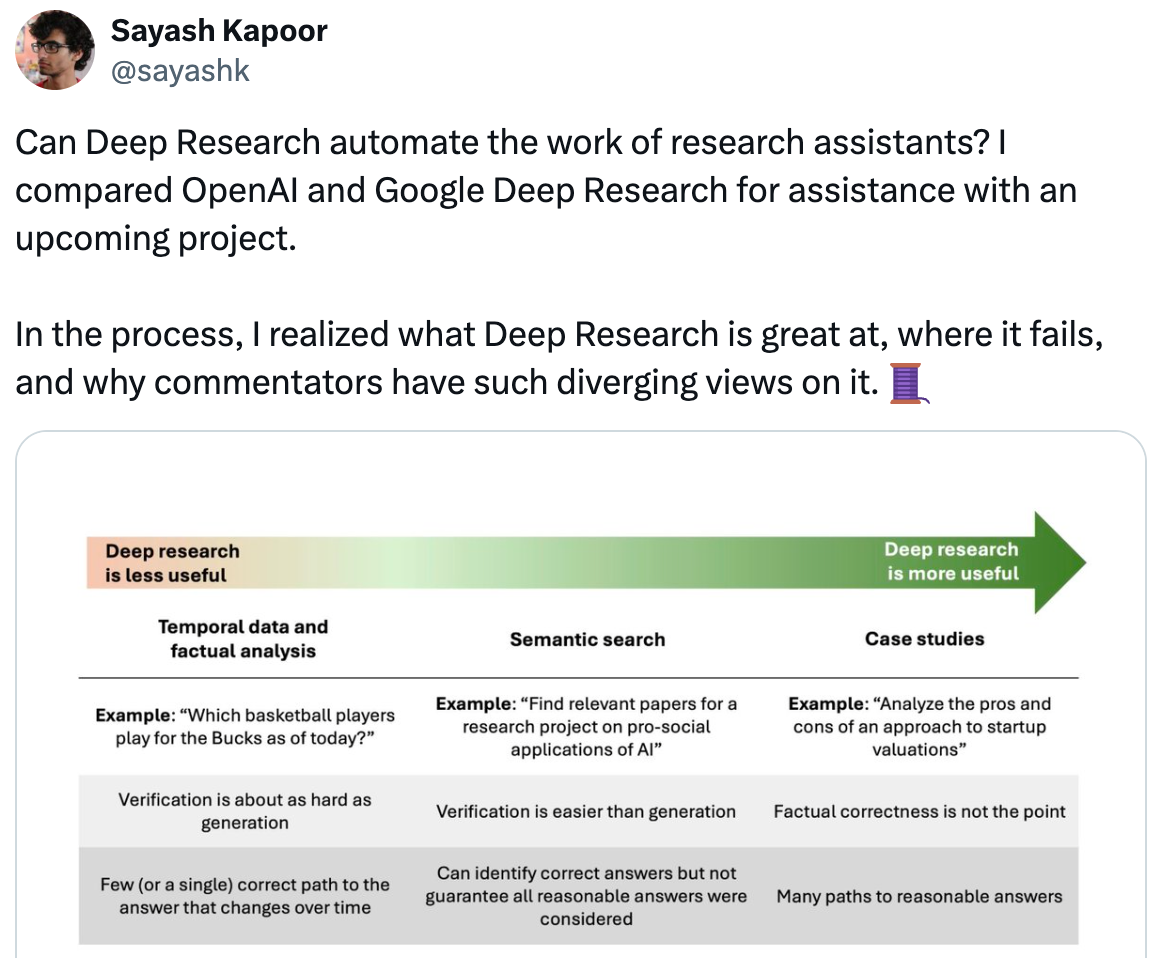 Sayash Kapoor
@sayashk
Can Deep Research automate the work of research assistants? I
compared OpenAI and Google Deep Research for assistance with an
upcoming project.
In the process, I realized what Deep Research is great at, where it fails,
and why commentators have such diverging views on it. 🧵
Deep research
is less useful
Deep research
is more useful
Temporal data and
factual analysis
Semantic search
Case studies
Example: “Which basketball players
play for the Bucks as of today?”
Example: “Find relevant papers for a
research project on pro-social
applications of AI”
Example: “Analyze the pros and
cons of an approach to startup
valuations”
Verification is about as hard as
generation
Verification is easier than generation
Factual correctness is not the point
Few (or a single) correct path to the
answer that changes over time
Can identify correct answers but not
guarantee all reasonable answers were
considered
Many paths to reasonable answers